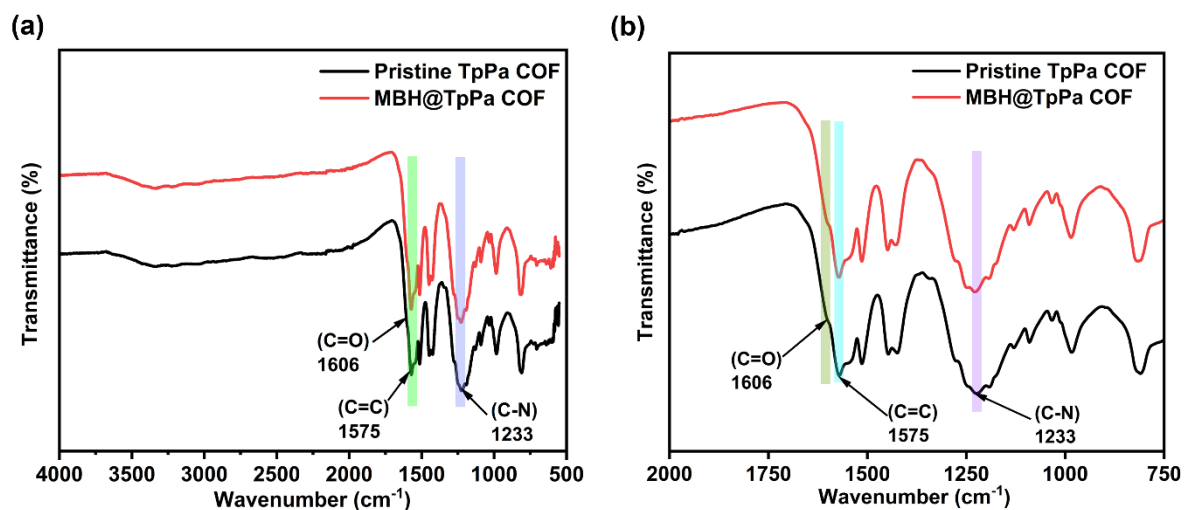 (a)
Pristine TpPa COF
MBH@TpPa COF
Transmittance (%)
(C=O)
1606
(C=C)
1575
(C-N)
1233
4000 3500 3000 2500 2000 1500 1000 500
Wavenumber (cm⁻¹)
(b)
Pristine TpPa COF
MBH@TpPa COF
Transmittance (%)
(C=O)
1606
(C=C)
1575
(C-N)
1233
2000 1750 1500 1250 1000 750
Wavenumber (cm⁻¹)